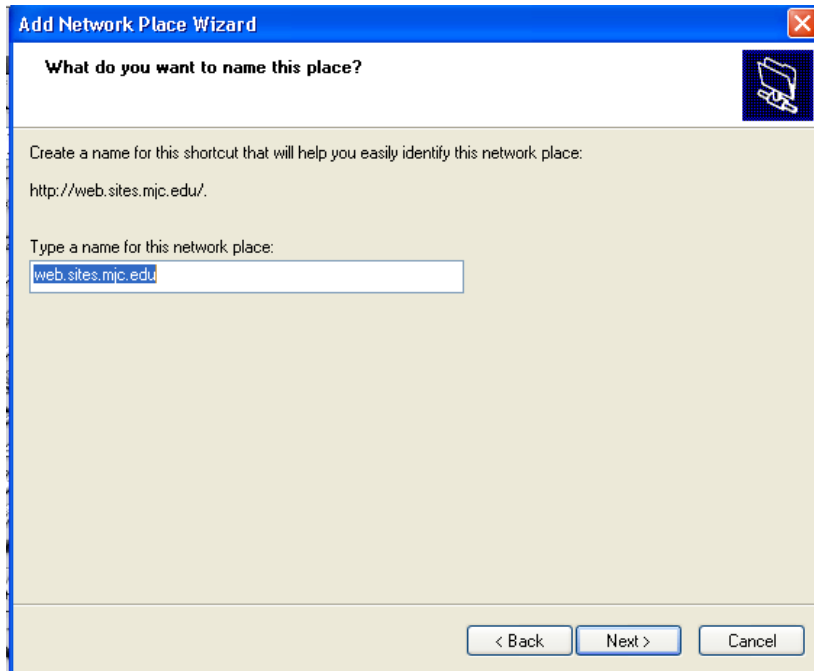 Add Network Place Wizard
What do you want to name this place?
Create a name for this shortcut that will help you easily identify this network place:
http://web.sites.mjc.edu/.
Type a name for this network place:
web.sites.mjc.edu
< Back Next > Cancel